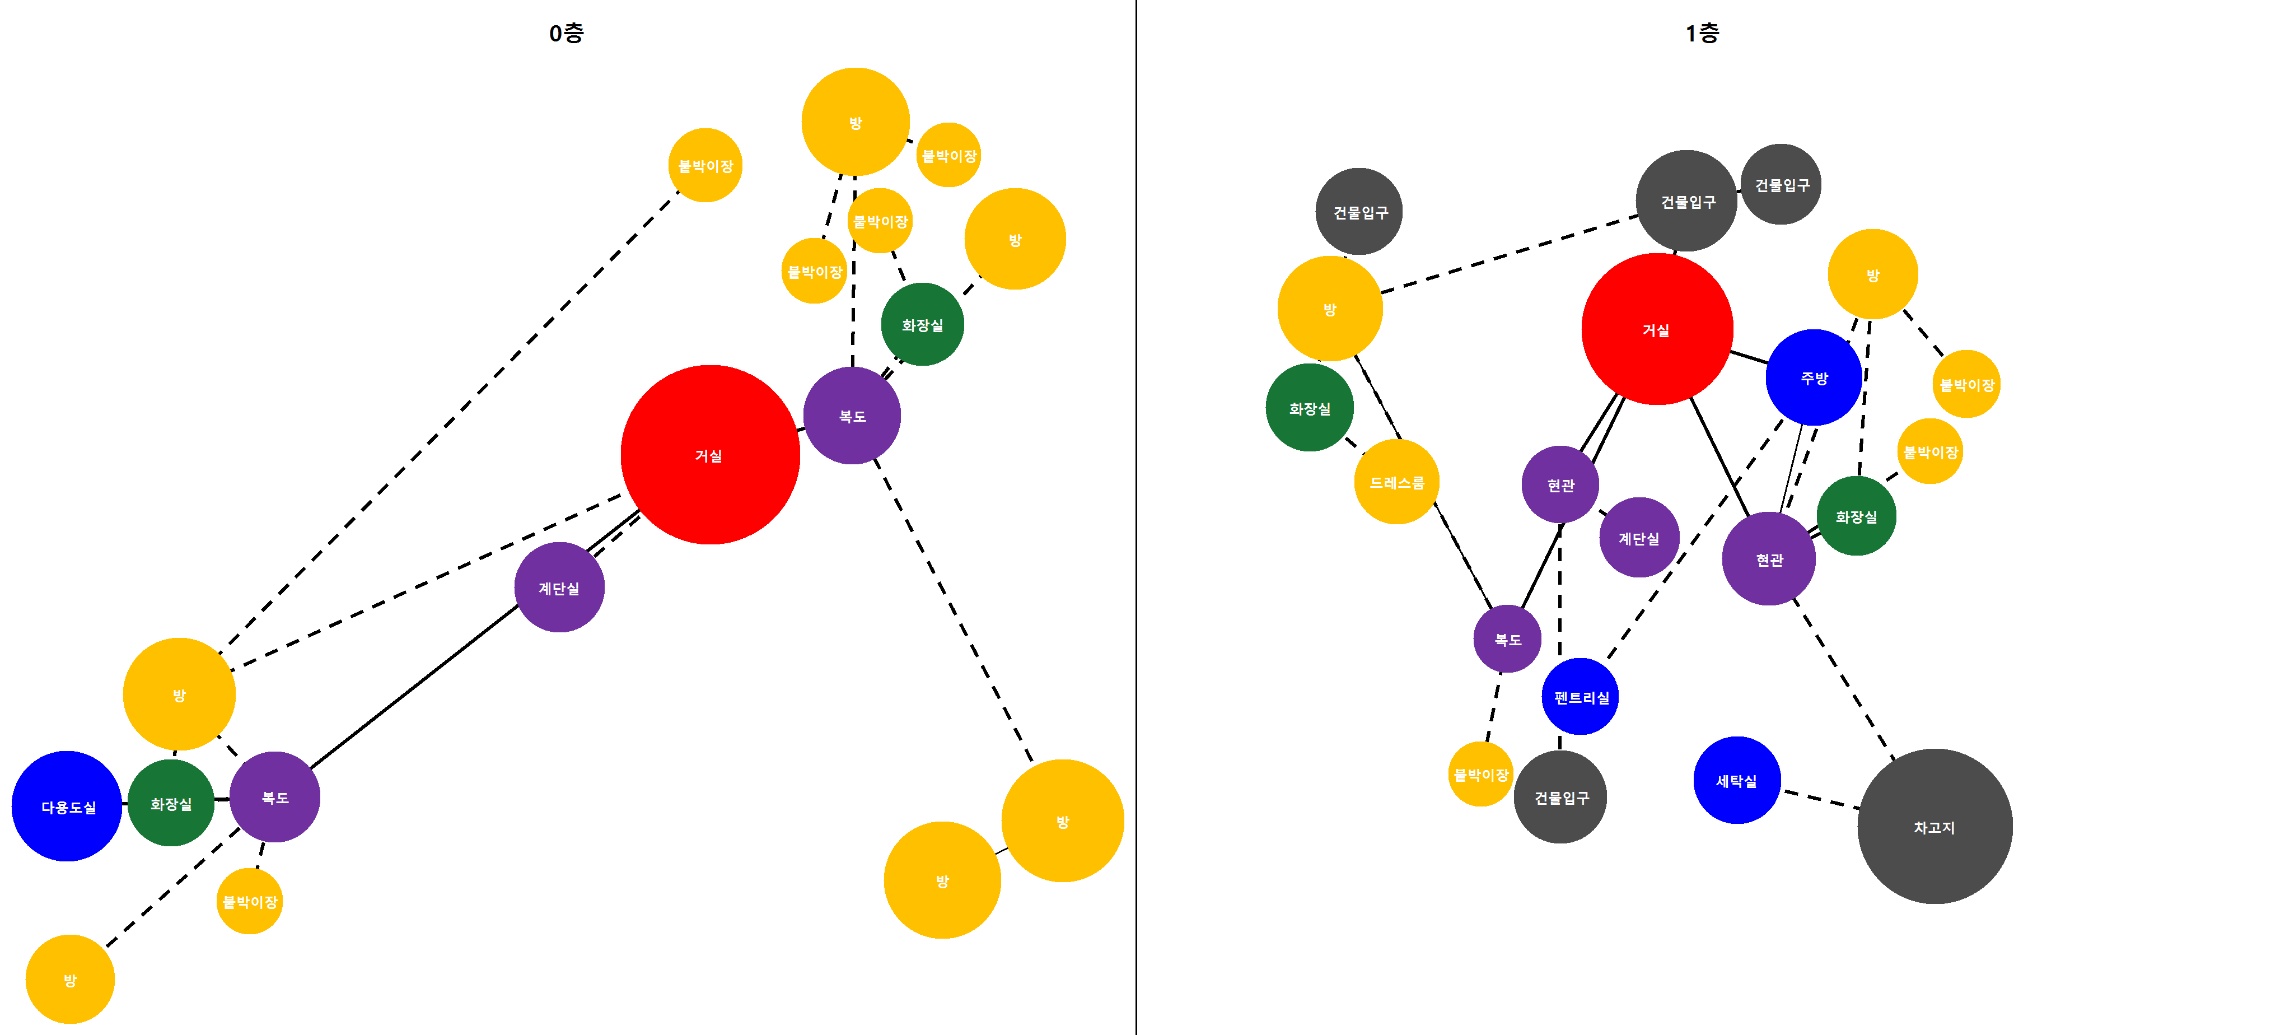 0층
방
붙박이장
붙박이장
붙박이장
방
붙박이장
화장실
복도
거실
계단실
방
다용도실
화장실
복도
방
방
붙박이장
방
1층
건물입구
건물입구
건물입구
방
방
거실
주방
붙박이장
화장실
붙박이장
드레스룸
현관
화장실
계단실
현관
복도
펜트리실
붙박이장
세탁실
건물입구
차고지